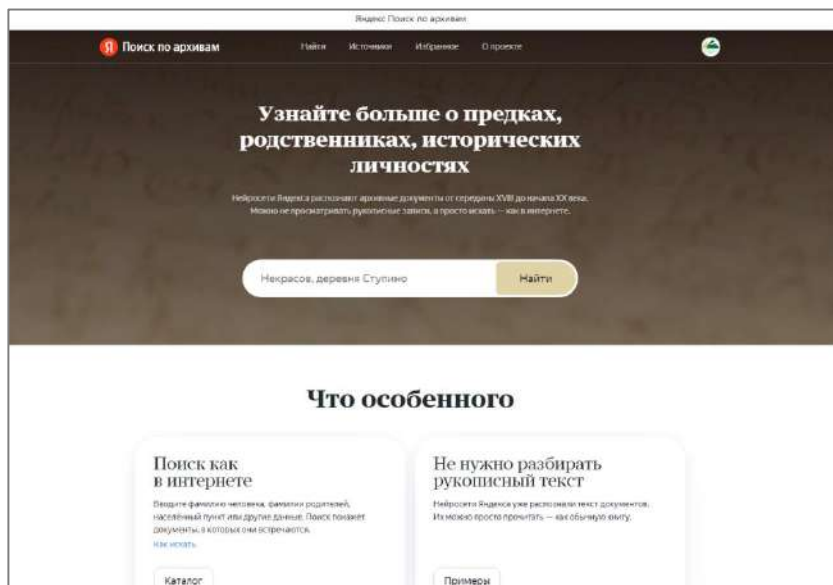 Яндекс Поиск по архивам
Я Поиск по архивам
Найти Источники Избранное О проекте
Узнайте больше о предках,
родственниках, исторических
личностях
Нейросети Яндекса распознают архивные документы от середины XVIII до начала XX века.
Можно не просматривать рукописные записи, а просто искать — как в интернете.
Некрасов, деревня Ступино
Найти
Что особенного
Поиск как
в интернете
Вводите фамилию человека, фамилии родителей,
населённый пункт или другие данные. Поиск покажет
документы, в которых они встречаются.
Как искать
Каталог
Не нужно разбирать
рукописный текст
Нейросети Яндекса уже распознали текст документов.
Их можно просто прочитать — как обычную книгу.
Примеры